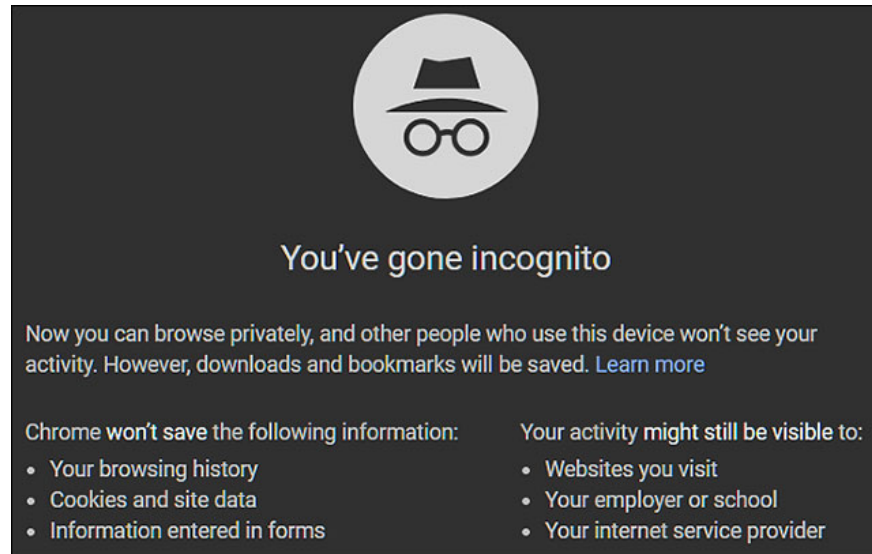 You've gone incognito
Now you can browse privately, and other people who use this device won't see your
activity. However, downloads and bookmarks will be saved. Learn more
Chrome won't save the following information:
• Your browsing history
• Cookies and site data
• Information entered in forms
Your activity might still be visible to:
• Websites you visit
• Your employer or school
• Your internet service provider